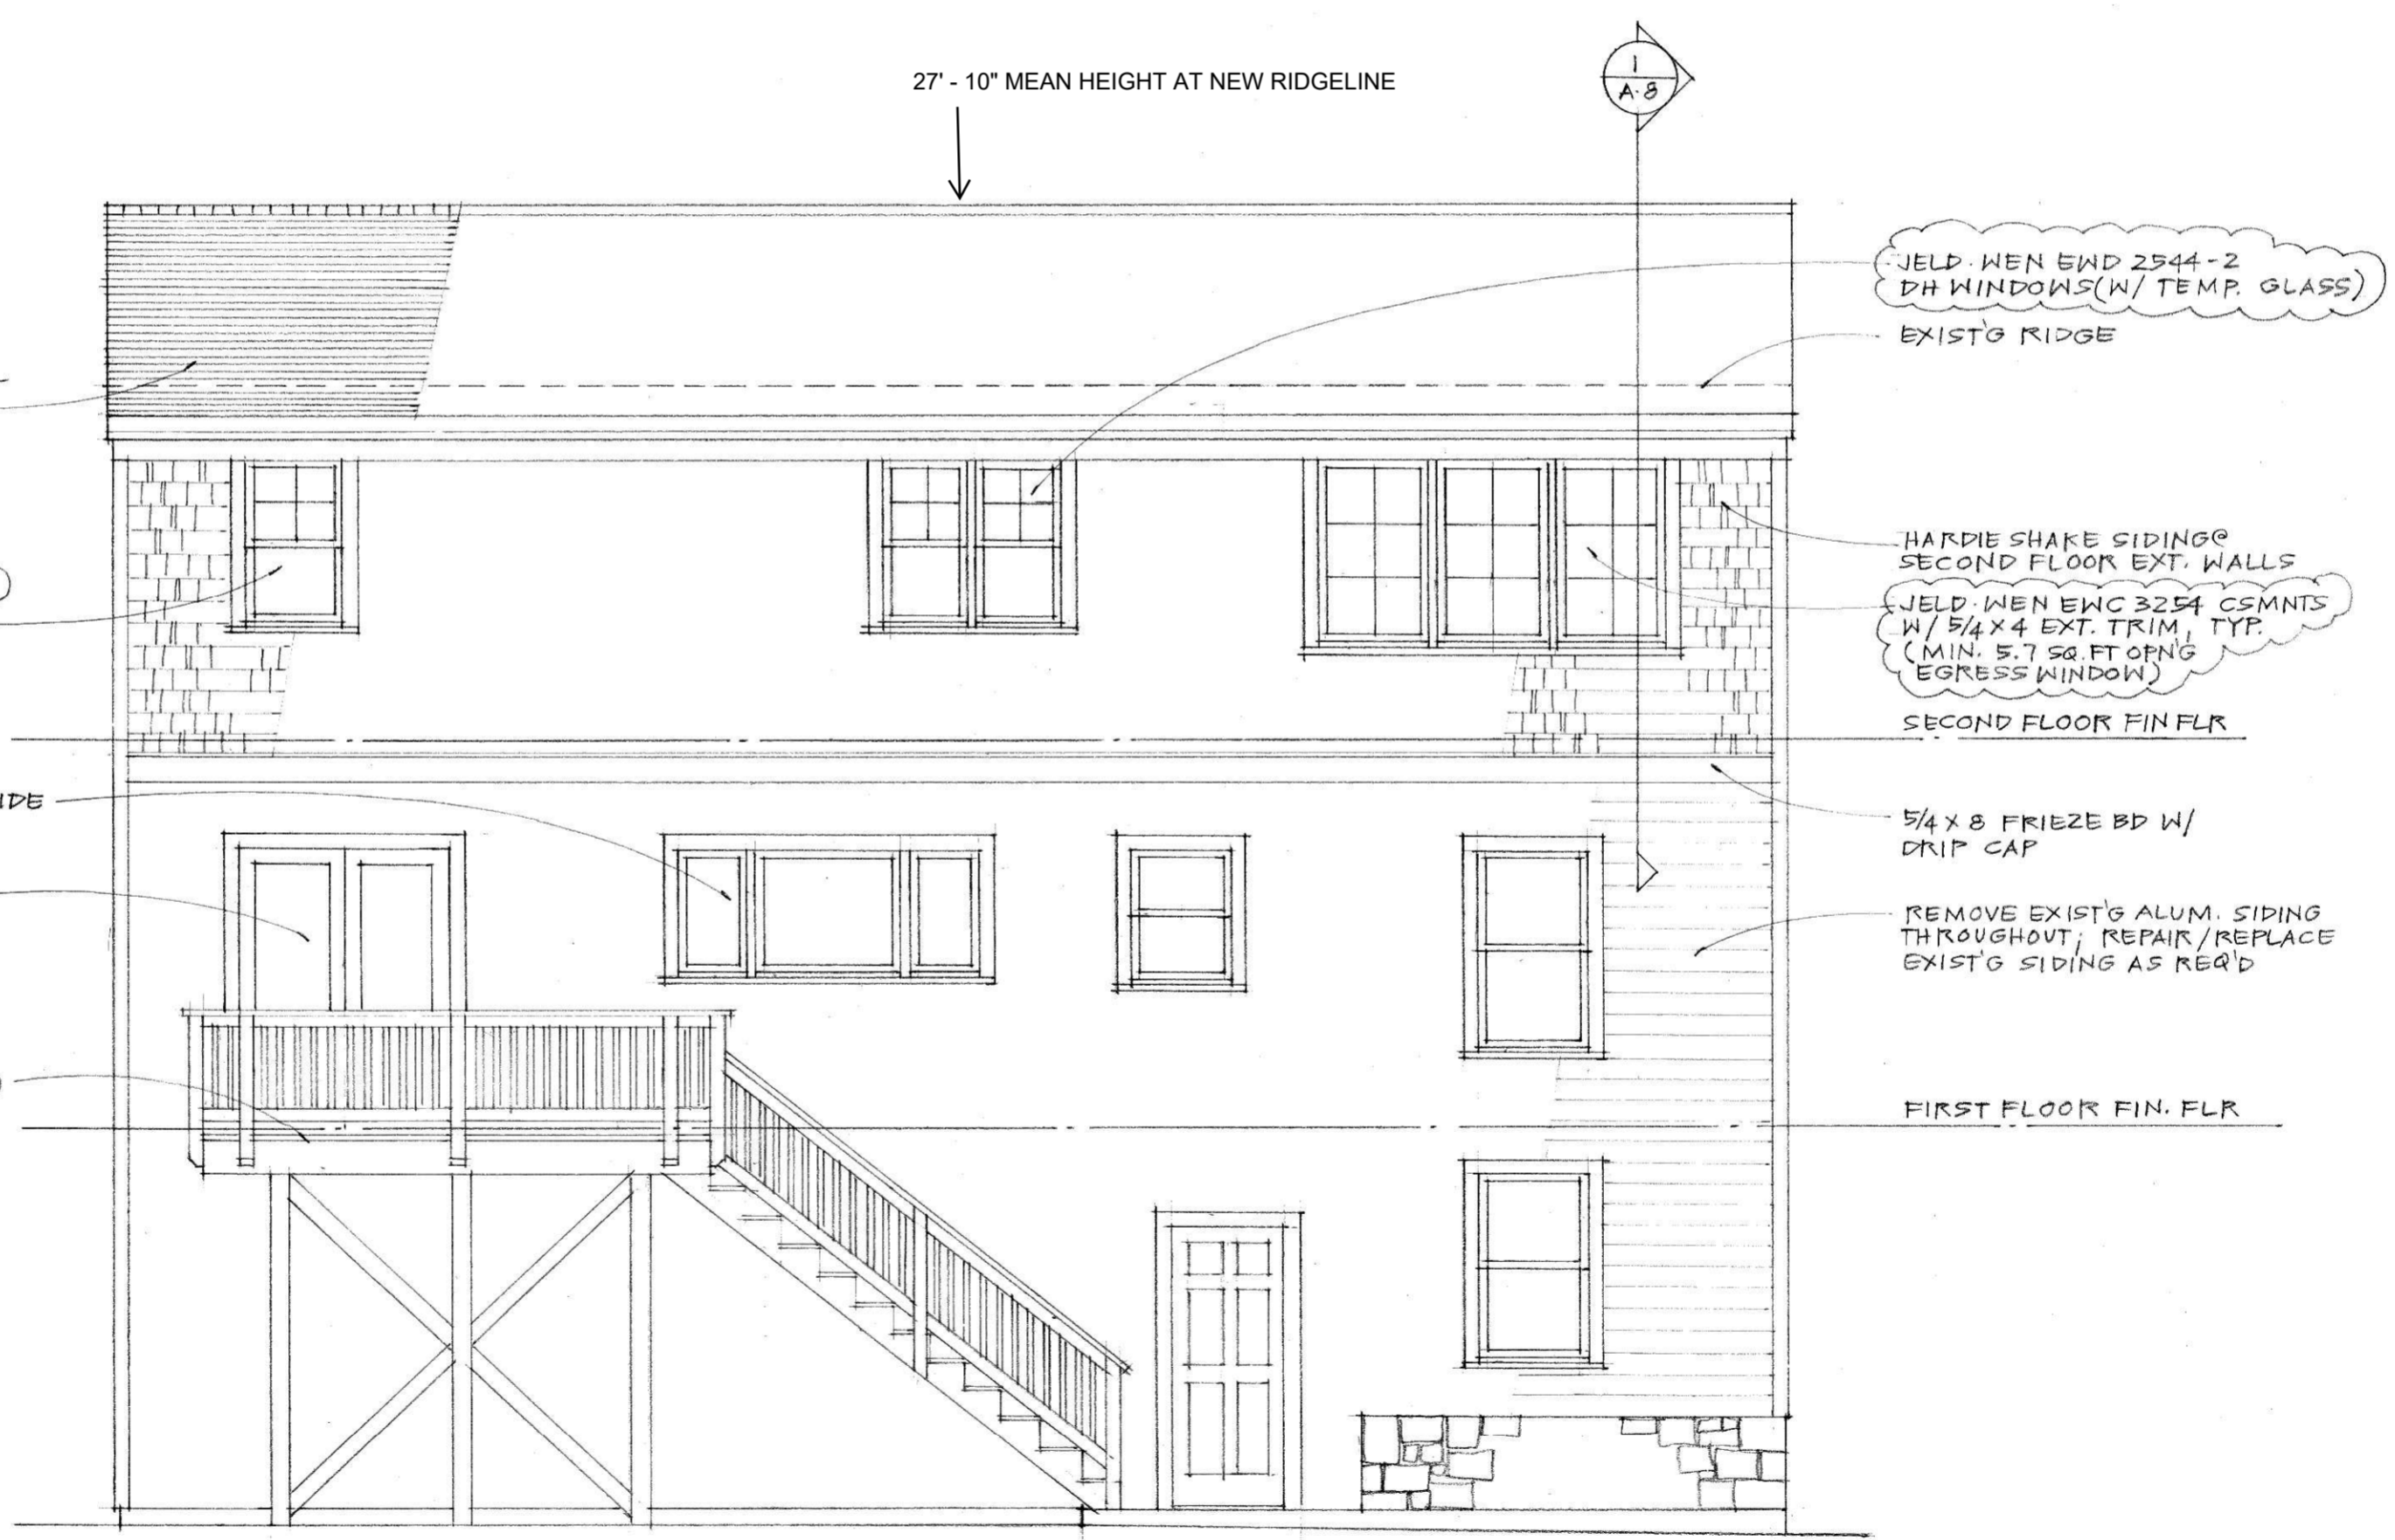 27' - 10" MEAN HEIGHT AT NEW RIDGELINE
1
A.8
JELD.WEN EWD 2544-2
DH WINDOWS (W/ TEMP. GLASS)
EXIST'G RIDGE
HARDIE SHAKE SIDING@
SECOND FLOOR EXT. WALLS
JELD.WEN EWC 3254 CSMNTS
W/ 5/4 X 4 EXT. TRIM, TYP.
(MIN. 5.7 SQ.FT OPN'G
EGRESS WINDOW)
SECOND FLOOR FIN FLR
5/4 X 8 FRIEZE BD W/
DRIP CAP
REMOVE EXIST'G ALUM. SIDING
THROUGHOUT; REPAIR/REPLACE
EXIST'G SIDING AS REQ'D
FIRST FLOOR FIN. FLR